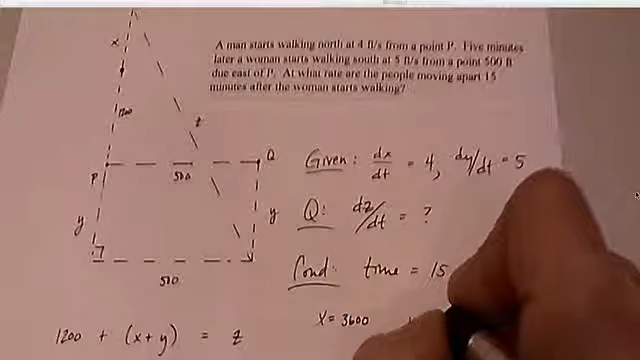 A man starts walking north at 4 ft/s from a point P. Five minutes
later a woman starts walking south at 5 ft/s from a point 500 ft
due east of P. At what rate are the people moving apart 15
minutes after the woman starts walking?
x
1200
z
P
500
Q
y
y
500
Given: dx/dt = 4, dy/dt = 5
Q: dz/dt = ?
Cond: time = 15
x = 3600
1200 + (x+y) = z